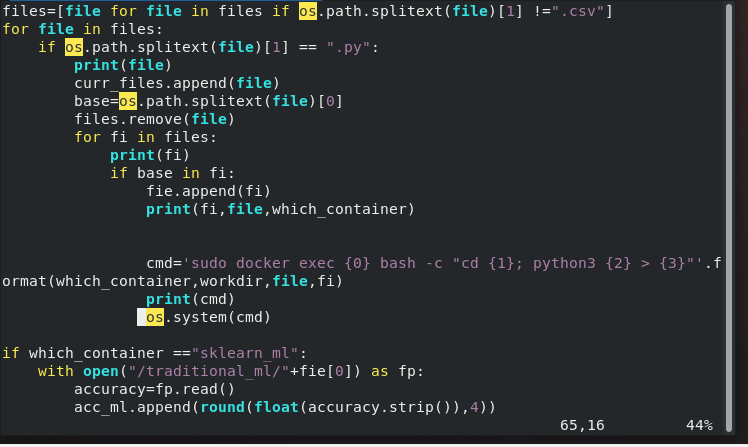 files=[file for file in files if os.path.splitext(file)[1] !=".csv"]
for file in files:
    if os.path.splitext(file)[1] == ".py":
        print(file)
        curr_files.append(file)
        base=os.path.splitext(file)[0]
        files.remove(file)
        for fi in files:
            print(fi)
            if base in fi:
                fie.append(fi)
                print(fi,file,which_container)
                cmd='sudo docker exec {0} bash -c "cd {1}; python3 {2} > {3}"'.f
ormat(which_container,workdir,file,fi)
                print(cmd)
                os.system(cmd)
if which_container =="sklearn_ml":
    with open("/traditional_ml/"+fie[0]) as fp:
        accuracy=fp.read()
        acc_ml.append(round(float(accuracy.strip()),4))
65,16 44%